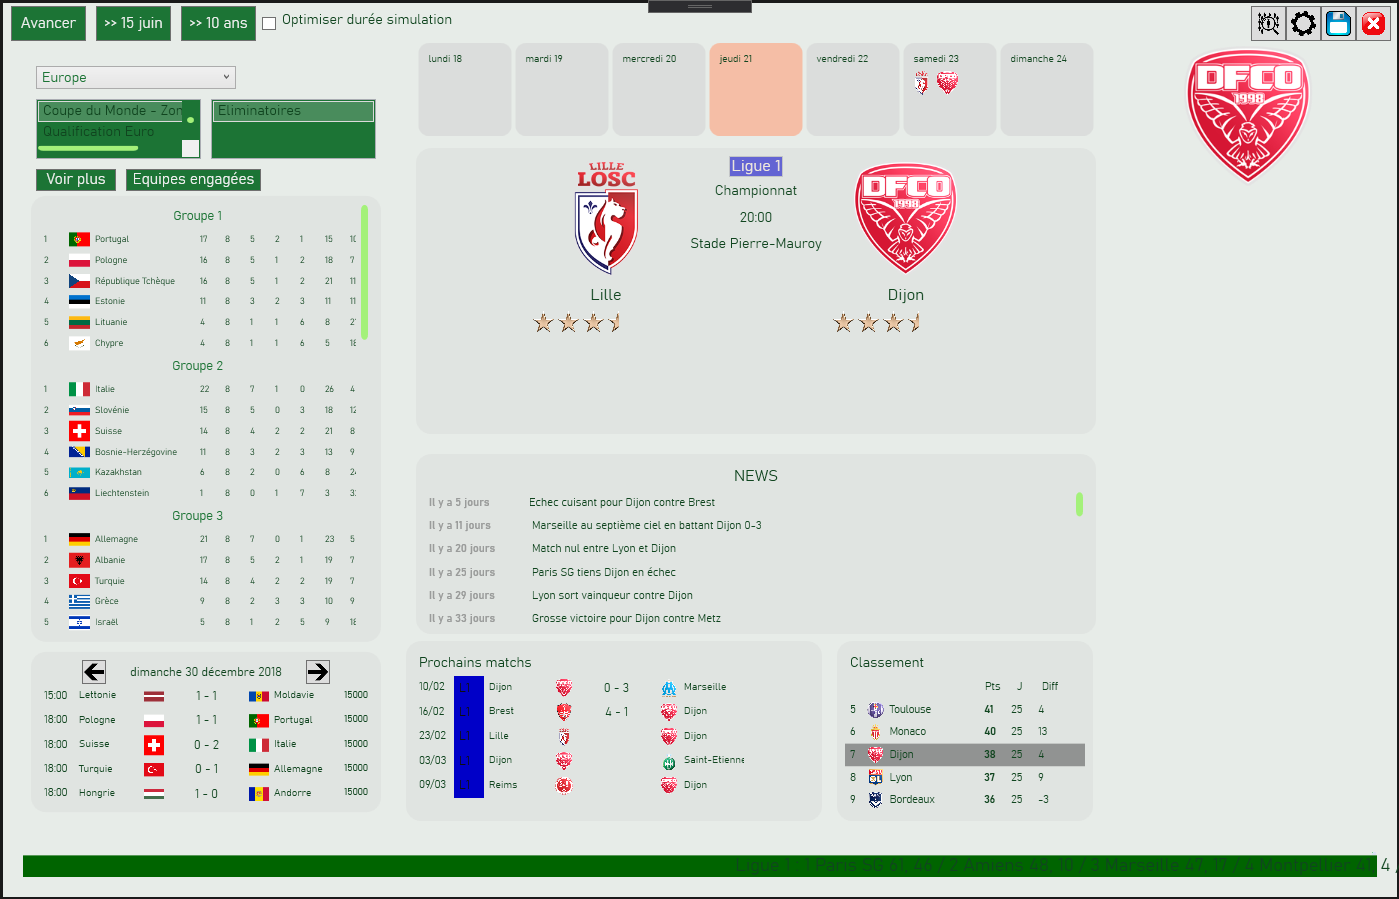 Avancer >> 15 juin >> 10 ans Optimiser durée simulation
Europe
Coupe du Monde - Zon
Qualification Euro
Eliminatoires
Voir plus Equipes engagées
Groupe 1
1 Portugal 17 8 5 2 1 15
2 Pologne 16 8 5 1 2 18 7
3 République Tchèque 16 8 5 1 2 21 11
4 Estonie 11 8 3 2 3 11 11
5 Lituanie 4 8 1 1 6 8
6 Chypre 4 8 1 1 6 5
Groupe 2
1 Italie 22 8 7 1 0 26 4
2 Slovénie 15 8 5 0 3 18
3 Suisse 14 8 4 2 2 21 8
4 Bosnie-Herzégovine 11 8 3 2 3 13 9
5 Kazakhstan 6 8 2 0 6 8
6 Liechtenstein 1 8 0 1 7 3
Groupe 3
1 Allemagne 21 8 7 0 1 23 5
2 Albanie 17 8 5 2 1 19 7
3 Turquie 14 8 4 2 2 19 7
4 Grèce 9 8 2 3 3 10 9
5 Israël 5 8 1 2 5 9
dimanche 30 décembre 2018
15:00 Lettonie 1 - 1 Moldavie 15000
18:00 Pologne 1 - 1 Portugal 15000
18:00 Suisse 0 - 2 Italie 15000
18:00 Turquie 0 - 1 Allemagne 15000
18:00 Hongrie 1 - 0 Andorre 15000
lundi 18 mardi 19 mercredi 20 jeudi 21 vendredi 22 samedi 23 dimanche 24
LILLE
LOSC
Ligue 1
Championnat
20:00
Stade Pierre-Mauroy
DFCO
1998
Lille Dijon
NEWS
Il y a 5 jours Echec cuisant pour Dijon contre Brest
Il y a 11 jours Marseille au septième ciel en battant Dijon 0-3
Il y a 20 jours Match nul entre Lyon et Dijon
Il y a 25 jours Paris SG tiens Dijon en échec
Il y a 29 jours Lyon sort vainqueur contre Dijon
Il y a 33 jours Grosse victoire pour Dijon contre Metz
Prochains matchs
10/02 L1 Dijon 0 - 3 Marseille
16/02 L1 Brest 4 - 1 Dijon
23/02 L1 Lille Dijon
03/03 L1 Dijon Saint-Etienne
09/03 L1 Reims Dijon
Classement
Pts J Diff
5 Toulouse 41 25 4
6 Monaco 40 25 13
7 Dijon 38 25 4
8 Lyon 37 25 9
9 Bordeaux 36 25 -3
DFCO
1998
Ligue 1 1 Paris SG 61, 46 / 2 Amiens 48, 10 / 3 Marseille 47, 17 / 4 Montpellier 41, 4